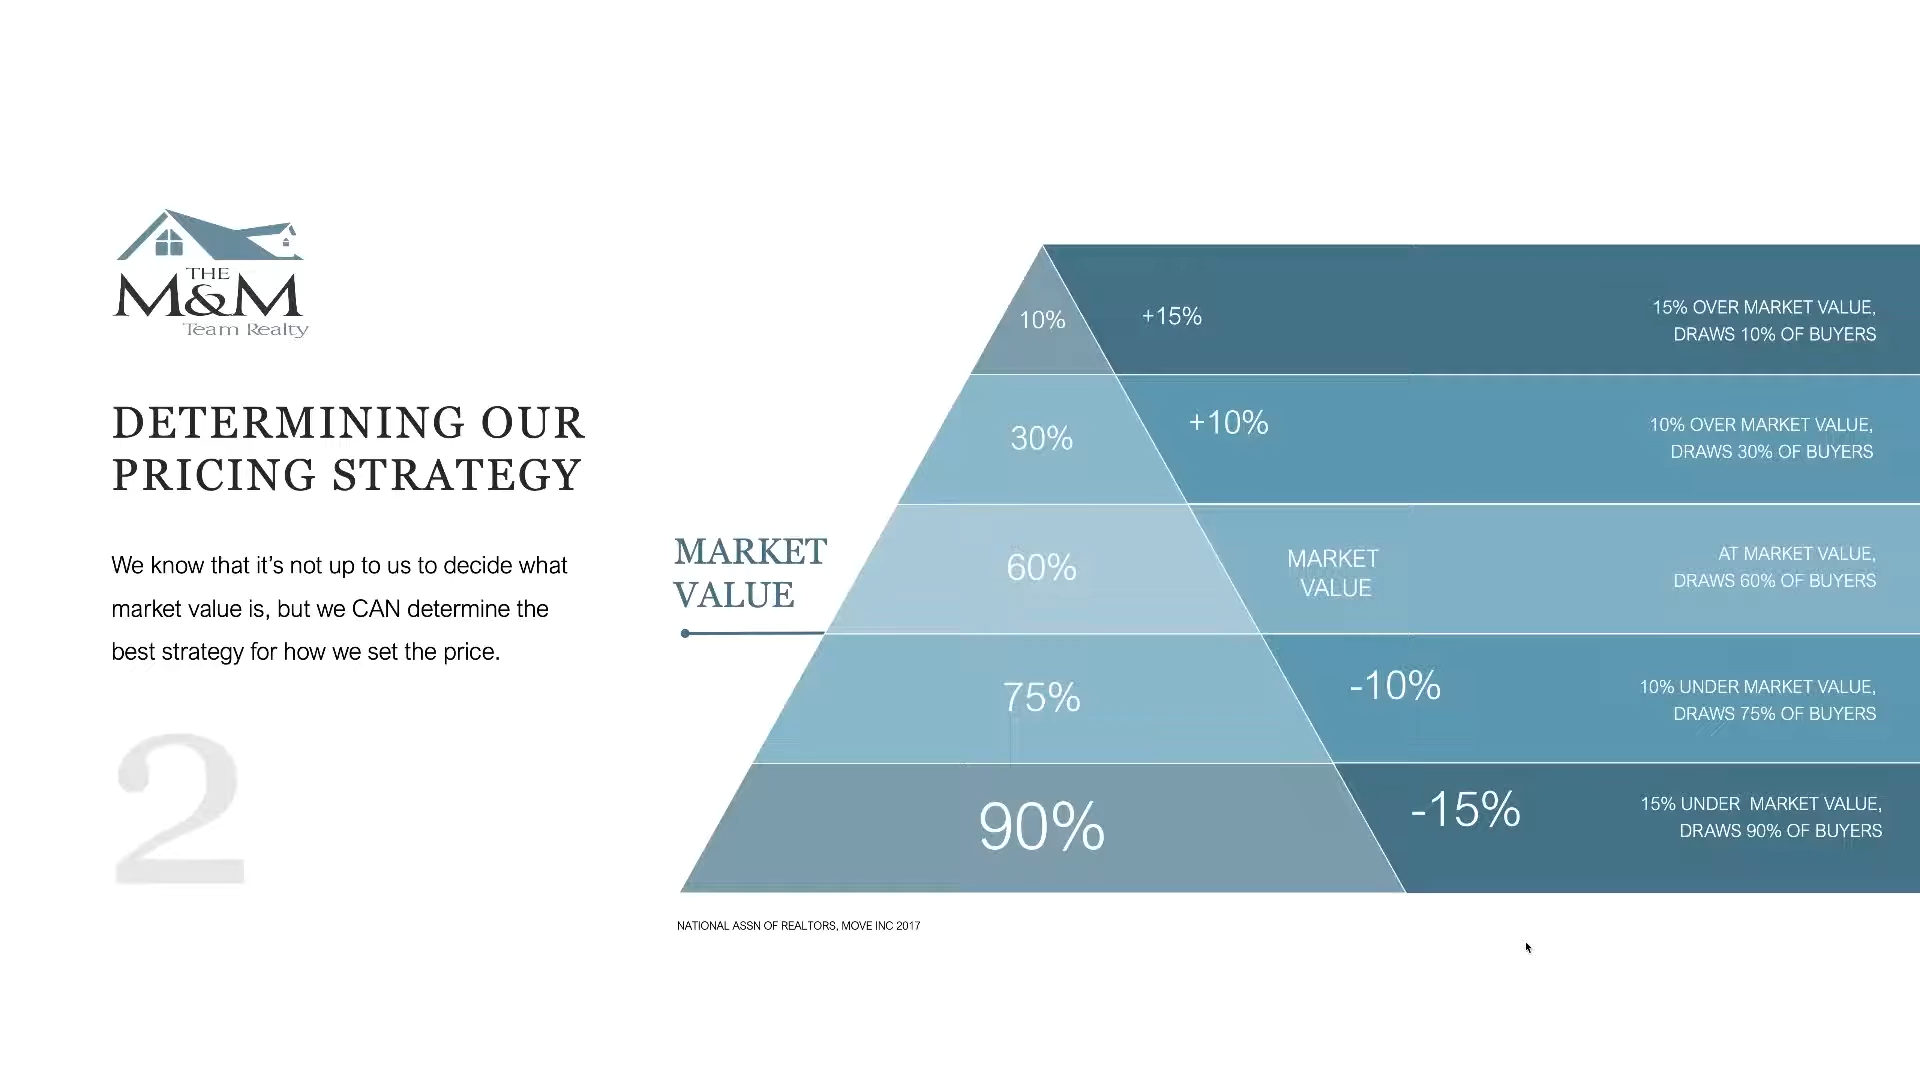 THE
M&M
Team Realty
DETERMINING OUR
PRICING STRATEGY
We know that it’s not up to us to decide what
market value is, but we CAN determine the
best strategy for how we set the price.
2
MARKET
VALUE
10%
+15%
15% OVER MARKET VALUE,
DRAWS 10% OF BUYERS
30%
+10%
10% OVER MARKET VALUE,
DRAWS 30% OF BUYERS
60%
MARKET
VALUE
AT MARKET VALUE,
DRAWS 60% OF BUYERS
75%
-10%
10% UNDER MARKET VALUE,
DRAWS 75% OF BUYERS
90%
-15%
15% UNDER MARKET VALUE,
DRAWS 90% OF BUYERS
NATIONAL ASSN OF REALTORS, MOVE INC 2017